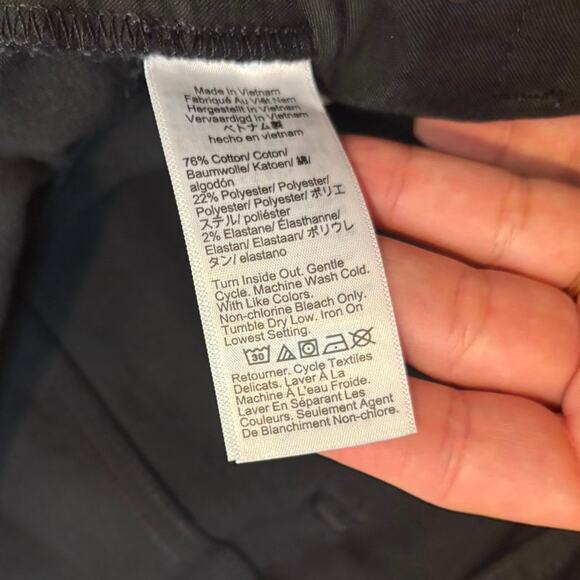 Made In Vietnam
Fabriqué Au Việt Nam
Hergestellt in Vietnam
Vervaardigd in Vietnam
ベトナム製
hecho en vietnam
76% Cotton/ Coton/
Baumwolle/ Katoen/ 綿/
algodón
22% Polyester/ Polyester/
Polyester/ Polyester/ ポリエ
ステル/ poliéster
2% Elastane/ Élasthanne/
Elastan/ Elastaan/ ポリウレ
タン/ elastano
Turn Inside Out. Gentle
Cycle. Machine Wash Cold.
With Like Colors.
Non-chlorine Bleach Only.
Tumble Dry Low. Iron On
Lowest Setting.
30
Retourner. Cycle Textiles
Delicats. Laver À La
Machine À L'eau Froide.
Laver En Séparant Les
Couleurs. Seulement Agent
De Blanchiment Non-chlore.